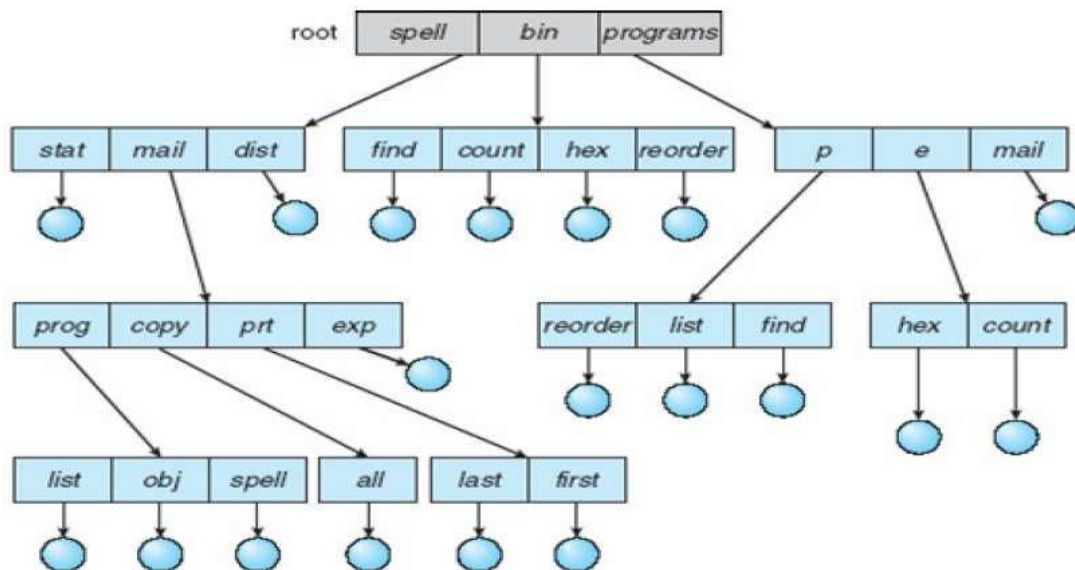 root spell bin programs
stat mail dist find count hex reorder p e mail
prog copy prt exp reorder list find hex count
list obj spell all last first